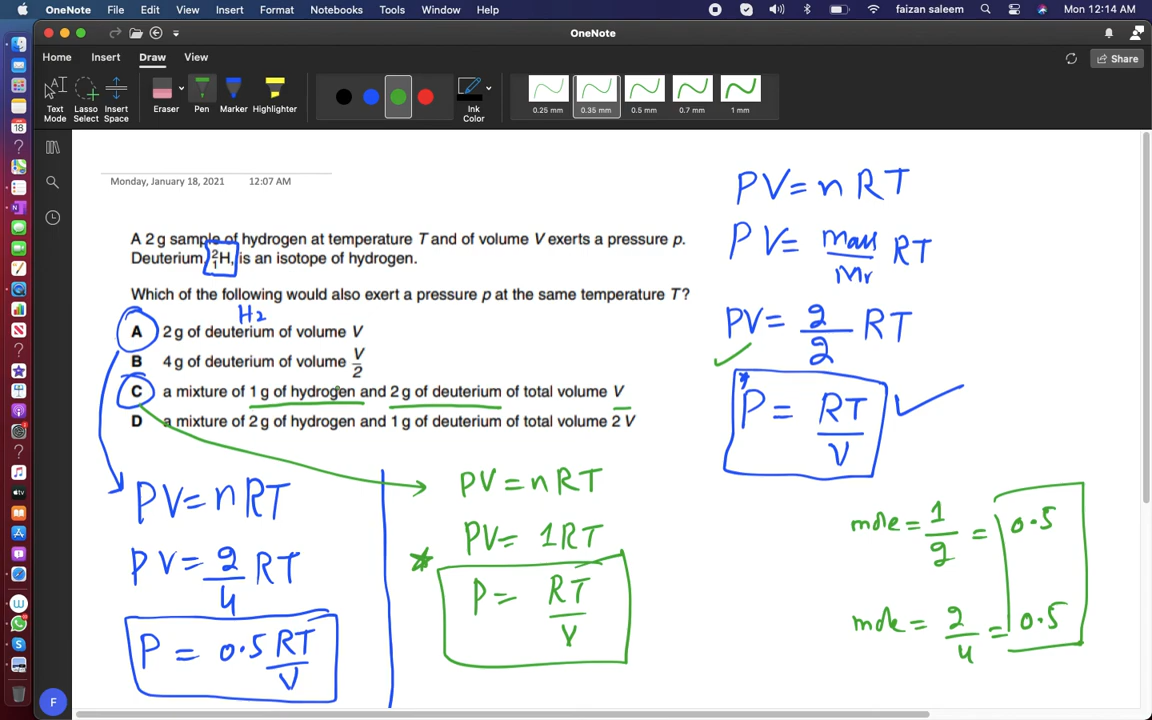 OneNote File Edit View Insert Format Notebooks Tools Window Help faizan saleem Mon 12:14 AM
OneNote
Home Insert Draw View Share
Text Mode Lasso Select Insert Space Eraser Pen Marker Highlighter Color 0.25 mm 0.35 mm 0.5 mm 0.7 mm 1 mm
Monday, January 18, 2021 12:07 AM
A 2 g sample of hydrogen at temperature T and of volume V exerts a pressure p.
Deuterium, ²₁H, is an isotope of hydrogen.
Which of the following would also exert a pressure p at the same temperature T?
H2
A 2 g of deuterium of volume V
B 4 g of deuterium of volume V/2
C a mixture of 1 g of hydrogen and 2 g of deuterium of total volume V
D a mixture of 2 g of hydrogen and 1 g of deuterium of total volume 2 V
PV = nRT
PV = mass/Mr RT
PV = 2/2 RT
* P = RT/V
PV = nRT
PV = 2/4 RT
P = 0.5 RT/V
PV = nRT
PV = 1RT
* P = RT/V
mole = 1/2 = 0.5
mole = 2/4 = 0.5
F
18